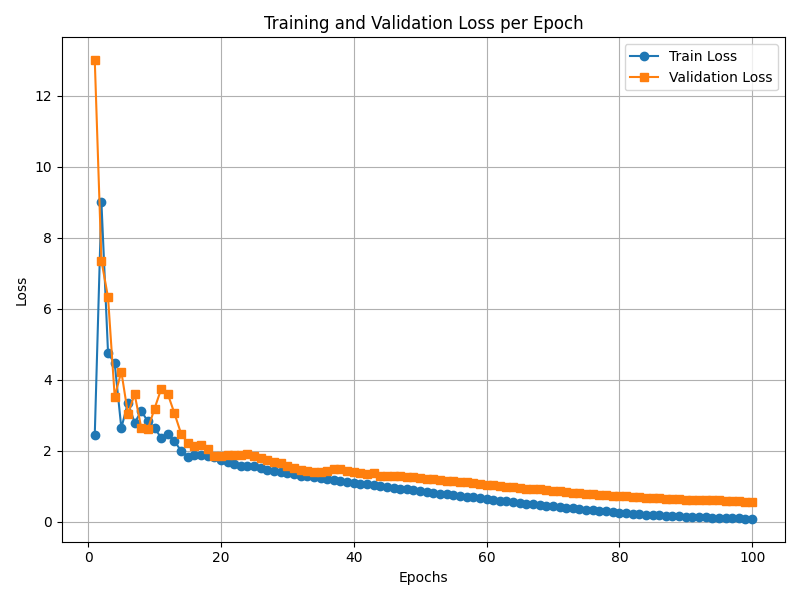 Training and Validation Loss per Epoch
Train Loss
Validation Loss
12
10
8
6
4
2
0
Loss
0 20 40 60 80 100
Epochs